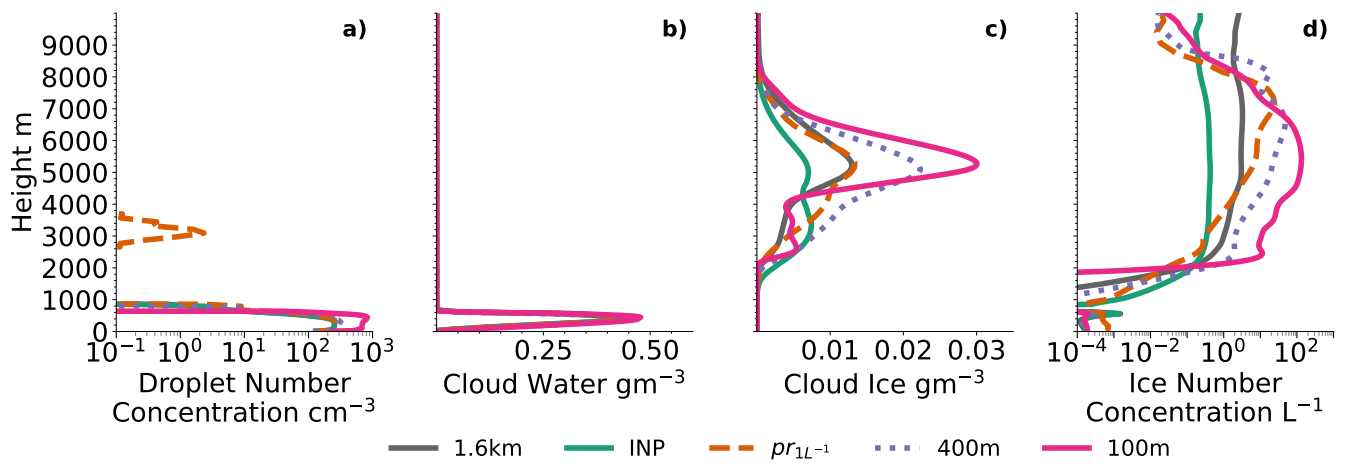 a)
b)
c)
d)
Height m
9000
8000
7000
6000
5000
4000
3000
2000
1000
0
10⁻¹ 10⁰ 10¹ 10² 10³
0.25 0.50
0.01 0.02 0.03
10⁻⁴ 10⁻² 10⁰ 10²
Droplet Number
Concentration cm⁻³
Cloud Water gm⁻³
Cloud Ice gm⁻³
Ice Number
Concentration L⁻¹
1.6km INP pr₁L⁻¹ 400m 100m